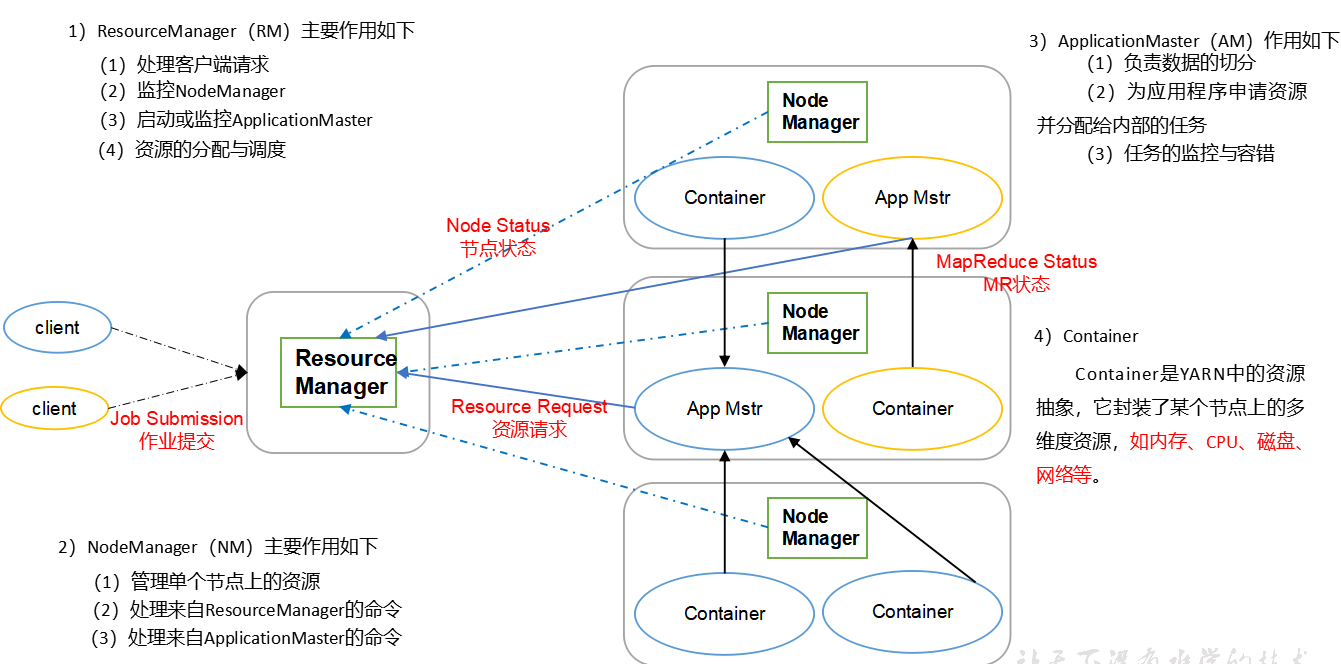 1）ResourceManager（RM）主要作用如下
（1）处理客户端请求
（2）监控NodeManager
（3）启动或监控ApplicationMaster
（4）资源的分配与调度
3）ApplicationMaster（AM）作用如下
（1）负责数据的切分
（2）为应用程序申请资源
并分配给内部的任务
（3）任务的监控与容错
Node
Manager
Container
App Mstr
Node Status
节点状态
MapReduce Status
MR状态
Node
Manager
client
Resource
Manager
client
Job Submission
作业提交
Resource Request
资源请求
App Mstr
Container
4）Container
Container是YARN中的资源
抽象，它封装了某个节点上的多
维度资源，如内存、CPU、磁盘、
网络等。
Node
Manager
Container
Container
2）NodeManager（NM）主要作用如下
（1）管理单个节点上的资源
（2）处理来自ResourceManager的命令
（3）处理来自ApplicationMaster的命令